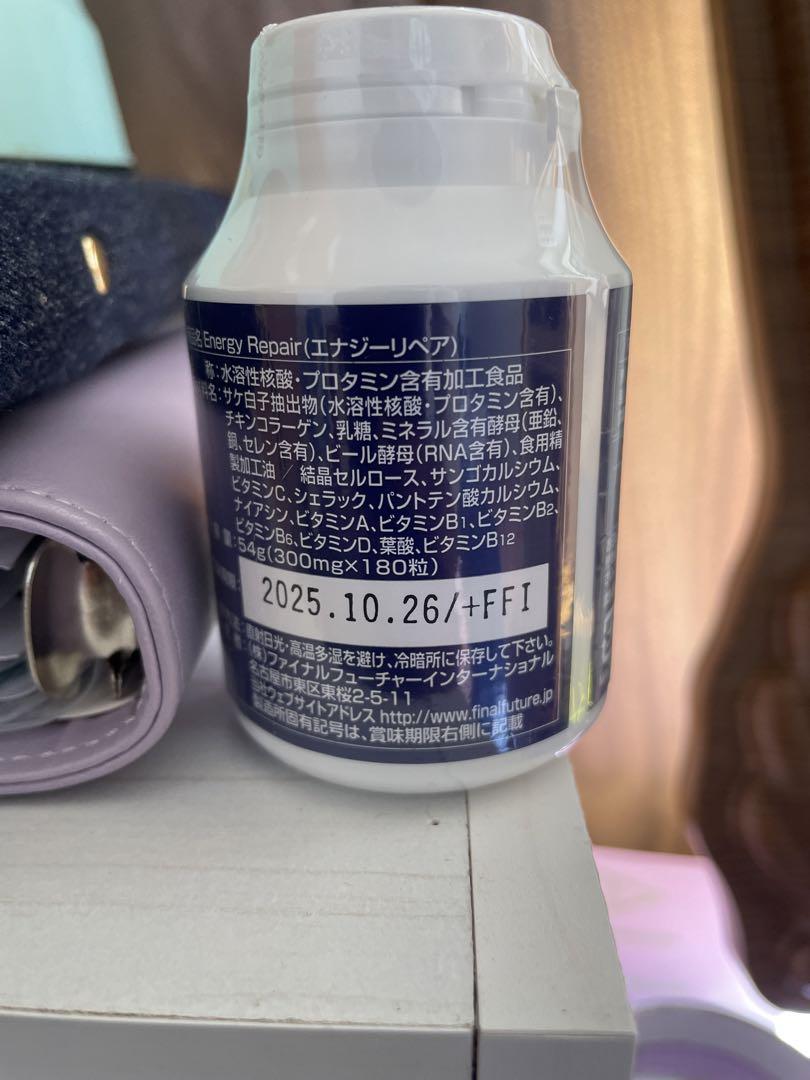 品名 Energy Repair(エナジーリペア)
称:水溶性核酸・プロタミン含有加工食品
料名:サケ白子抽出物(水溶性核酸・プロタミン含有)、
チキンコラーゲン、乳糖、ミネラル含有酵母(亜鉛、
銅、セレン含有)、ビール酵母(RNA含有)、食用精
製加工油/結晶セルロース、サンゴカルシウム、
ビタミンC、シェラック、パントテン酸カルシウム、
ナイアシン、ビタミンA、ビタミンB1、ビタミンB2、
ビタミンB6、ビタミンD、葉酸、ビタミンB12
量:54g(300mg×180粒)
2025.10.26/+FFI
直射日光・高温多湿を避け、冷暗所に保存して下さい。
(株)ファイナルフューチャーインターナショナル
名古屋市東区東桜2-5-11
当社ウェブサイトアドレス http://www.finalfuture.jp
製造所固有記号は、賞味期限右側に記載